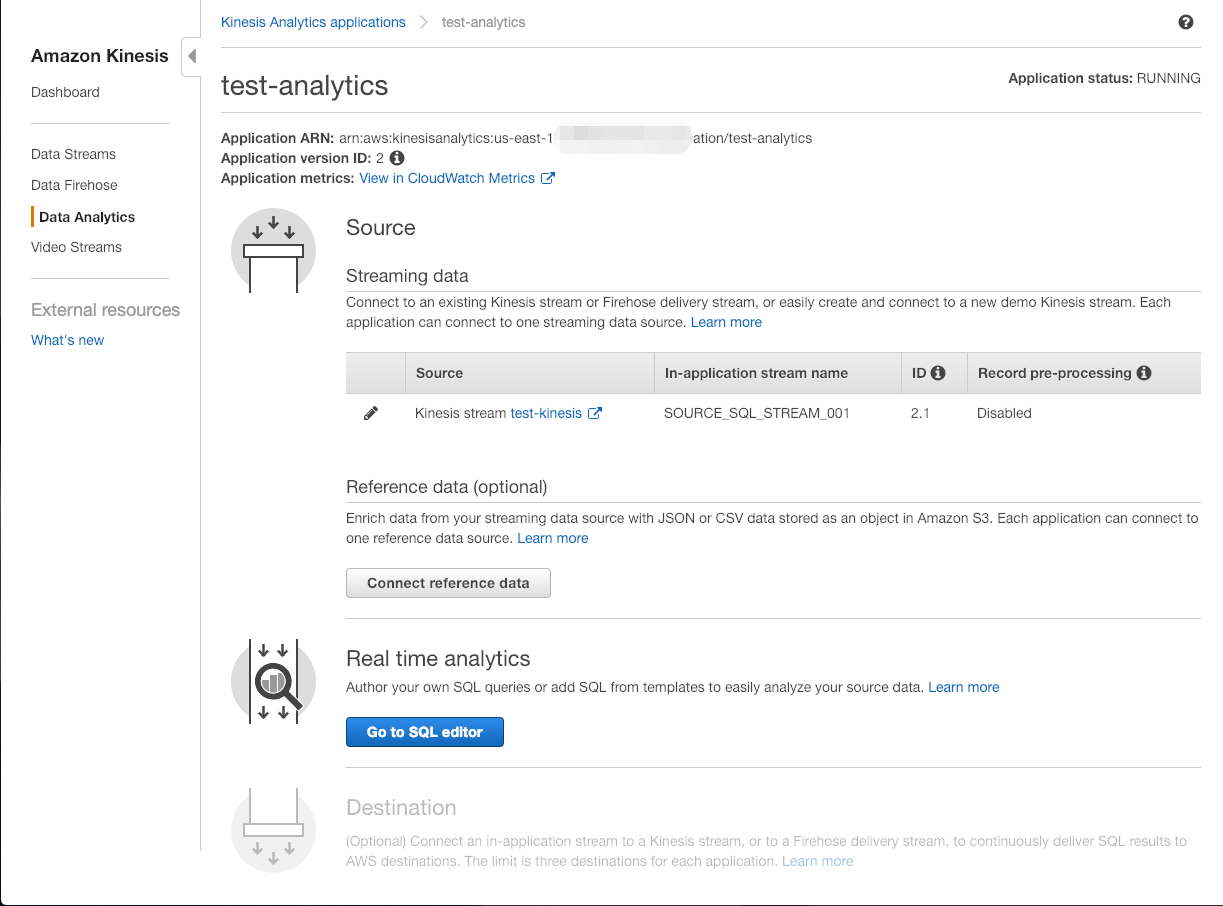 Kinesis Analytics applications > test-analytics
Amazon Kinesis
Dashboard
Data Streams
Data Firehose
Data Analytics
Video Streams
External resources
What's new
test-analytics
Application status: RUNNING
Application ARN: arn:aws:kinesisanalytics:us-east-1 ation/test-analytics
Application version ID: 2
Application metrics: View in CloudWatch Metrics
Source
Streaming data
Connect to an existing Kinesis stream or Firehose delivery stream, or easily create and connect to a new demo Kinesis stream. Each
application can connect to one streaming data source. Learn more
Source In-application stream name ID Record pre-processing
Kinesis stream test-kinesis SOURCE_SQL_STREAM_001 2.1 Disabled
Reference data (optional)
Enrich data from your streaming data source with JSON or CSV data stored as an object in Amazon S3. Each application can connect to
one reference data source. Learn more
Connect reference data
Real time analytics
Author your own SQL queries or add SQL from templates to easily analyze your source data. Learn more
Go to SQL editor
Destination
(Optional) Connect an in-application stream to a Kinesis stream, or to a Firehose delivery stream, to continuously deliver SQL results to
AWS destinations. The limit is three destinations for each application. Learn more